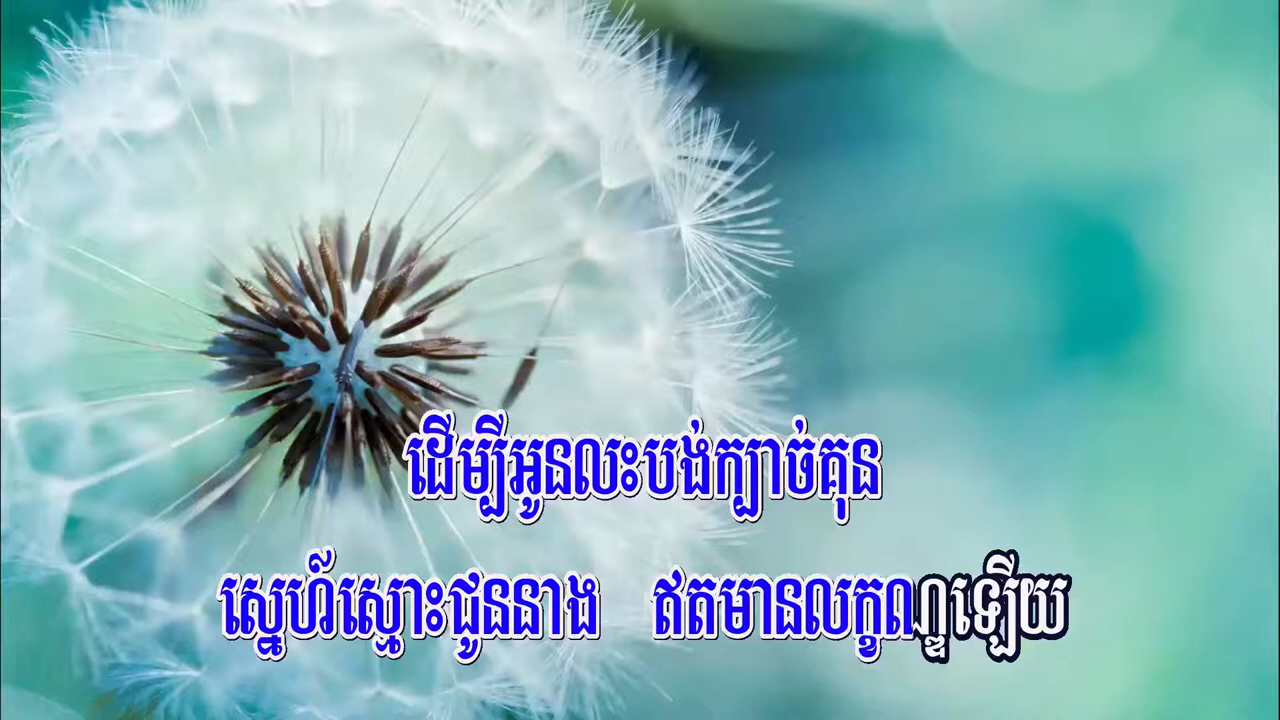 ដើម្បីអូនលះបង់ក្បាច់គុន
ស្នេហ៍ស្មោះជូននាង ឥតមានលក្ខណ្ឌឡើយ